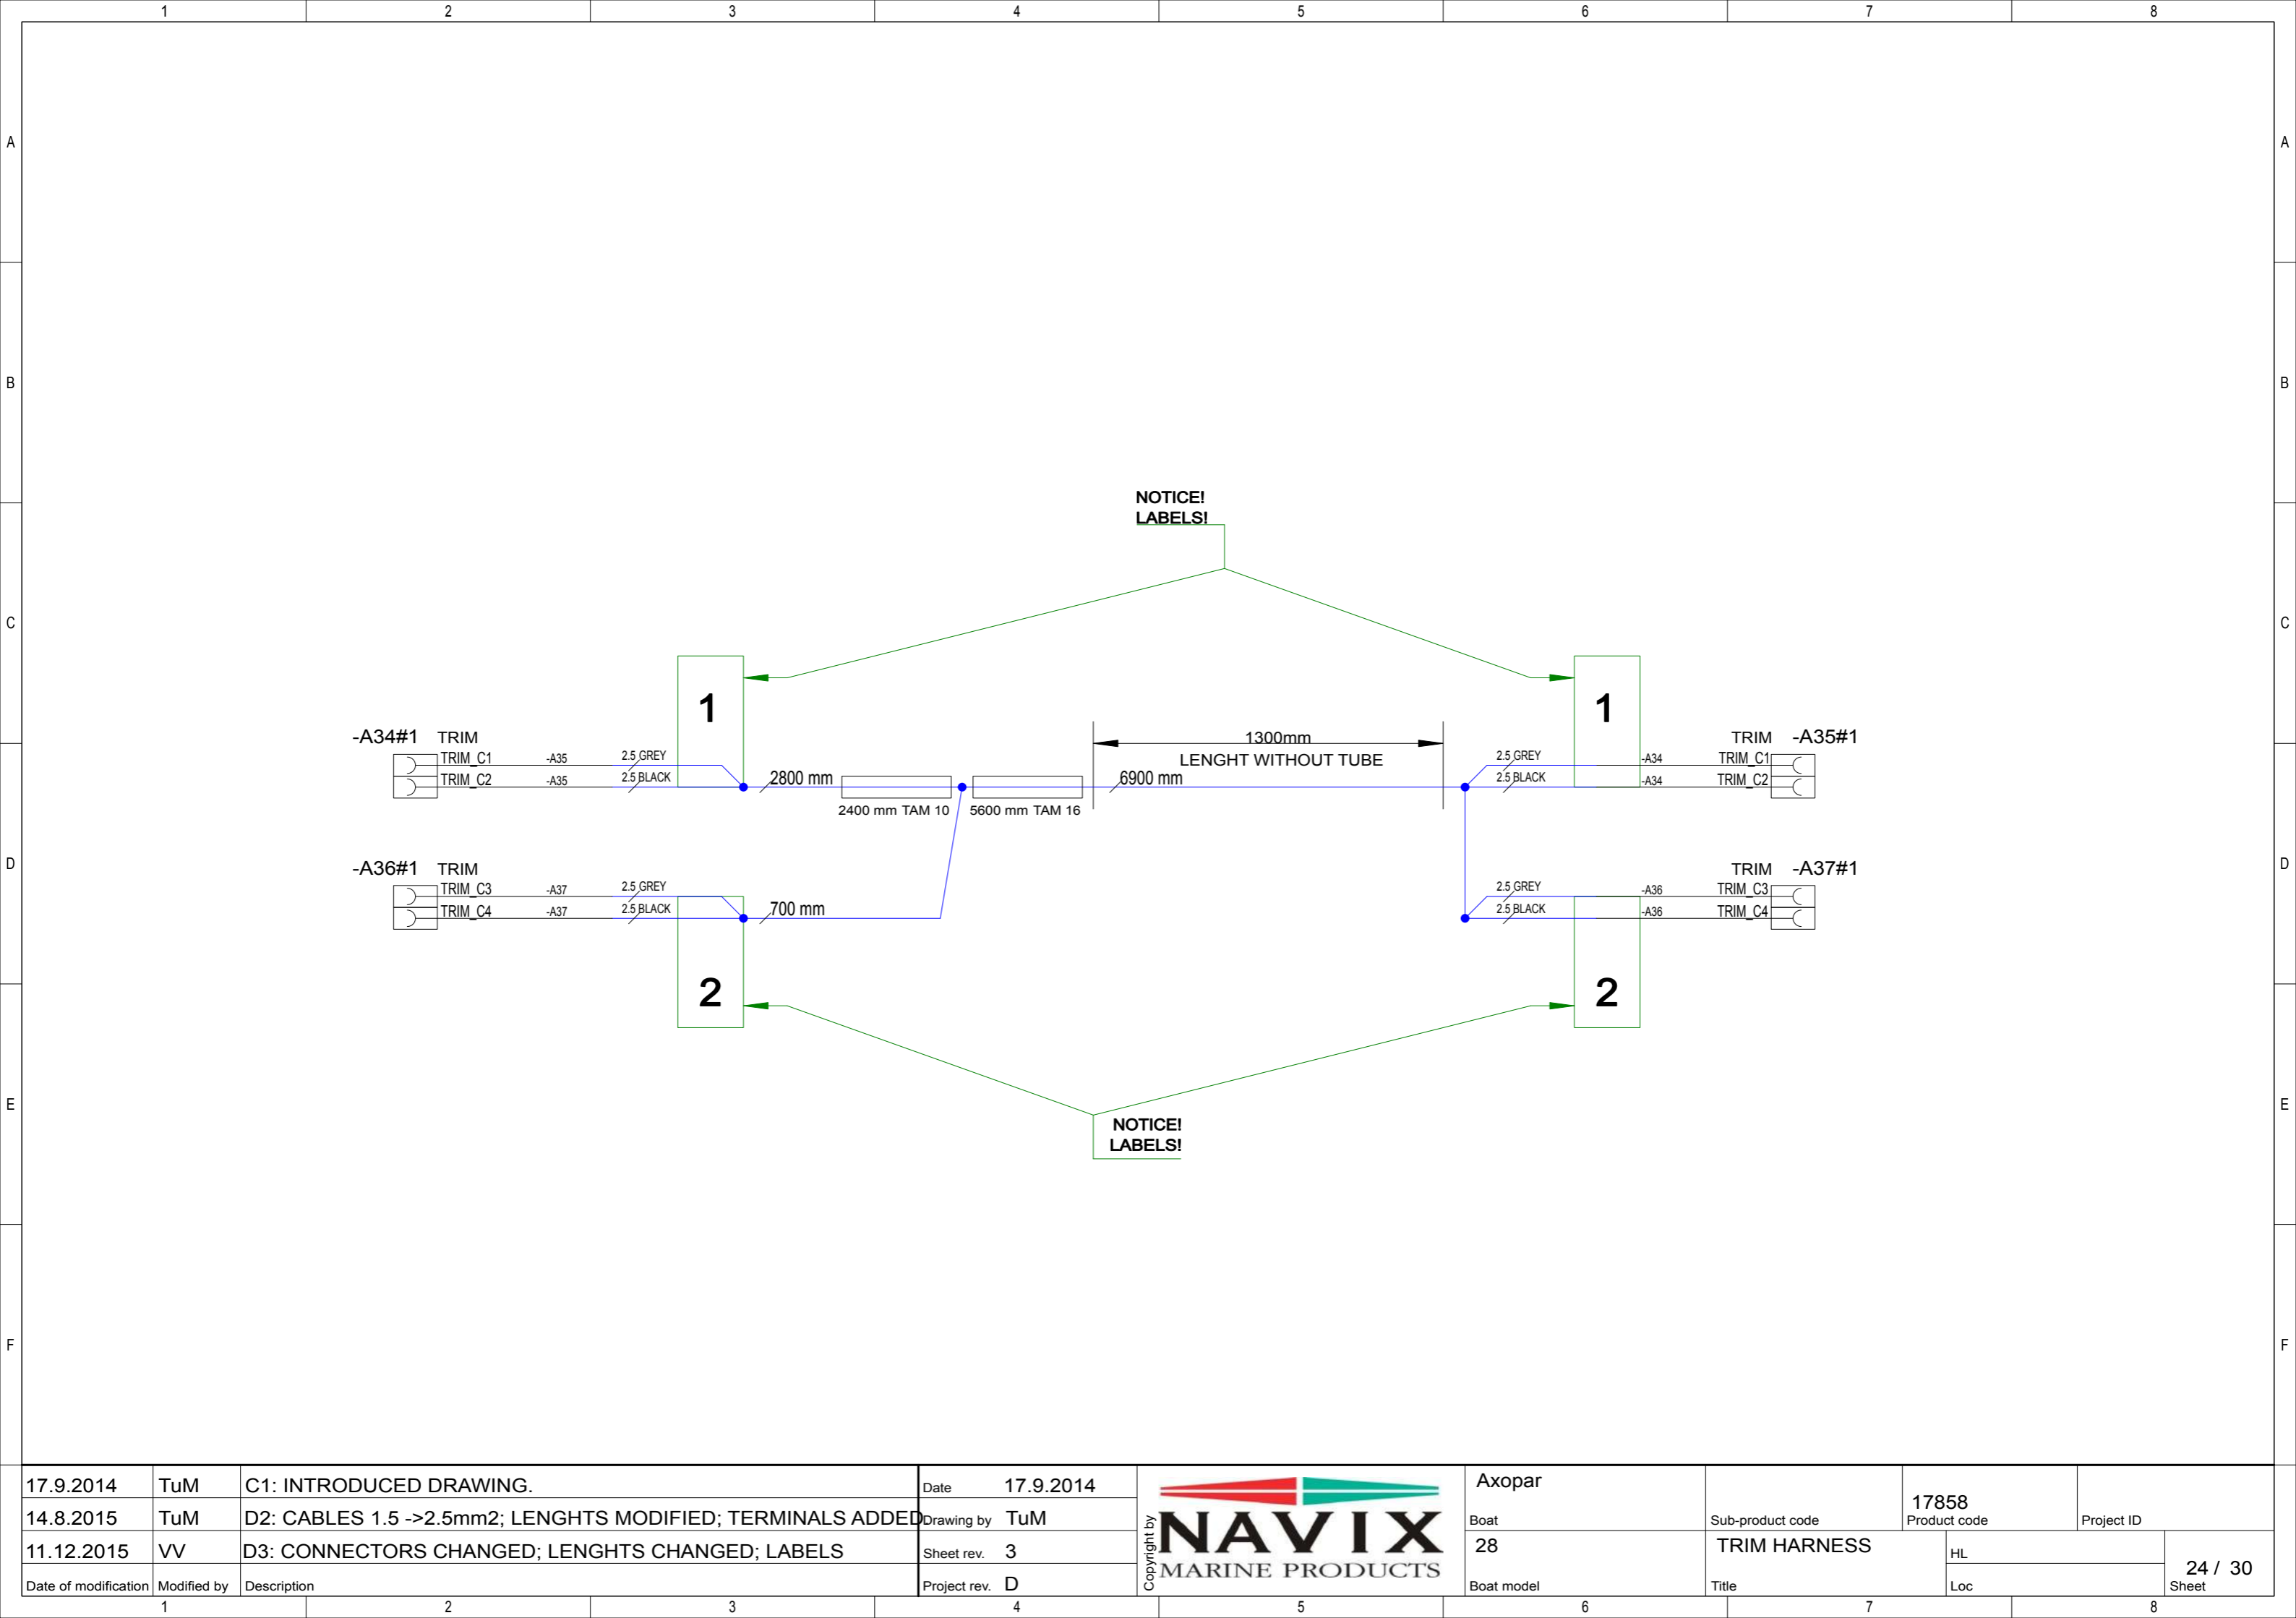 1 2 3 4 5 6 7 8
A A
B B
NOTICE!
LABELS!
C C
1 1
-A34#1 TRIM 1300mm TRIM -A35#1
TRIM_C1 -A35 2.5 GREY LENGHT WITHOUT TUBE 2.5 GREY -A34 TRIM_C1
TRIM_C2 -A35 2.5 BLACK 2800 mm 6900 mm 2.5 BLACK -A34 TRIM_C2
2400 mm TAM 10 5600 mm TAM 16
D D
-A36#1 TRIM TRIM -A37#1
TRIM_C3 -A37 2.5 GREY 2.5 GREY -A36 TRIM_C3
TRIM_C4 -A37 2.5 BLACK 700 mm 2.5 BLACK -A36 TRIM_C4
2 2
E E
NOTICE!
LABELS!
F F
17.9.2014 TuM C1: INTRODUCED DRAWING.
14.8.2015 TuM D2: CABLES 1.5 ->2.5mm2; LENGHTS MODIFIED; TERMINALS ADDED
11.12.2015 VV D3: CONNECTORS CHANGED; LENGHTS CHANGED; LABELS
Date of modification Modified by Description
Date 17.9.2014
Drawing by TuM
Sheet rev. 3
Project rev. D
Copyright by
NAVIX
MARINE PRODUCTS
Axopar
Boat
28
Boat model
Sub-product code
17858
Product code
Project ID
TRIM HARNESS
Title
HL
Loc
24 / 30
Sheet
1 2 3 4 5 6 7 8